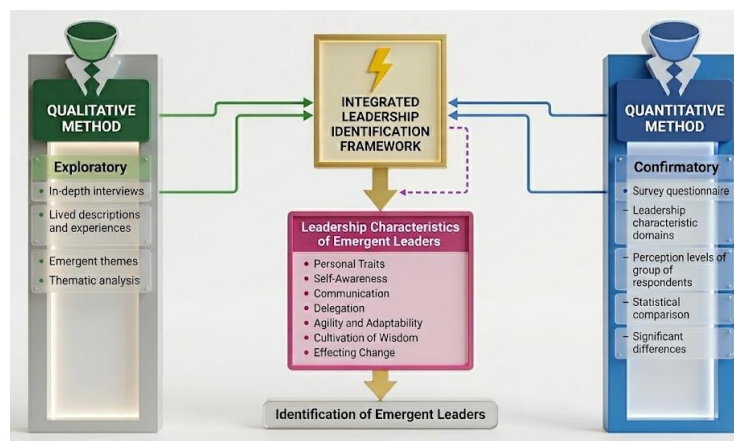 QUALITATIVE
METHOD
Exploratory
In-depth interviews
Lived descriptions
and experiences
Emergent themes
Thematic analysis
INTEGRATED
LEADERSHIP
IDENTIFICATION
FRAMEWORK
Leadership Characteristics
of Emergent Leaders
• Personal Traits
• Self-Awareness
• Communication
• Delegation
• Agility and Adaptability
• Cultivation of Wisdom
• Effecting Change
Identification of Emergent Leaders
QUANTITATIVE
METHOD
Confirmatory
• Survey questionnaire
– Leadership
characteristic
domains
– Perception levels of
group of
respondents
– Statistical
comparison
– Significant
differences